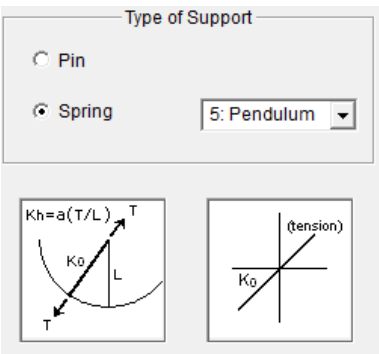 Type of Support
Pin
Spring
5: Pendulum
Kh=a(T/L)
T
K₀
L
T
(tension)
K₀